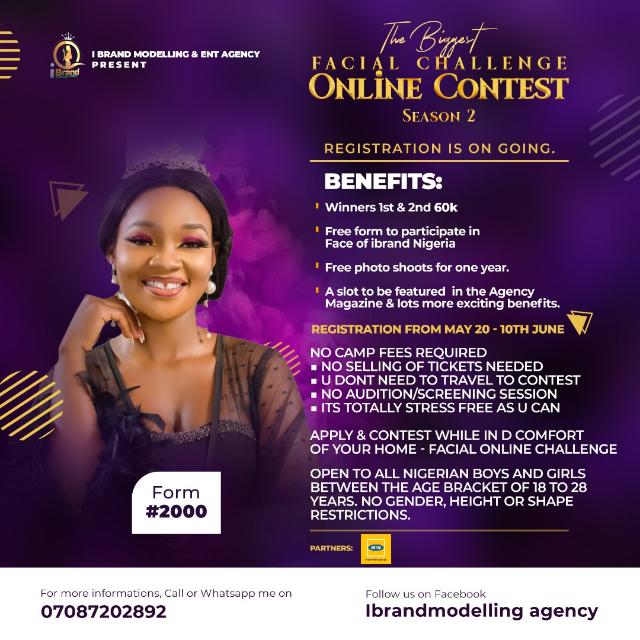 iBrand
I BRAND MODELLING & ENT AGENCY
PRESENT
The Biggest
FACIAL CHALLENGE
ONLINE CONTEST
SEASON 2
REGISTRATION IS ON GOING.
BENEFITS:
Winners 1st & 2nd 60k
Free form to participate in
Face of ibrand Nigeria
Free photo shoots for one year.
A slot to be featured in the Agency
Magazine & lots more exciting benefits.
REGISTRATION FROM MAY 20 - 10TH JUNE
NO CAMP FEES REQUIRED
▪ NO SELLING OF TICKETS NEEDED
▪ U DONT NEED TO TRAVEL TO CONTEST
▪ NO AUDITION/SCREENING SESSION
▪ ITS TOTALLY STRESS FREE AS U CAN
APPLY & CONTEST WHILE IN D COMFORT
OF YOUR HOME - FACIAL ONLINE CHALLENGE
OPEN TO ALL NIGERIAN BOYS AND GIRLS
BETWEEN THE AGE BRACKET OF 18 TO 28
YEARS. NO GENDER, HEIGHT OR SHAPE
RESTRICTIONS.
Form
#2000
PARTNERS:
MTN
For more informations, Call or Whatsapp me on
07087202892
Follow us on Facebook
Ibrandmodelling agency